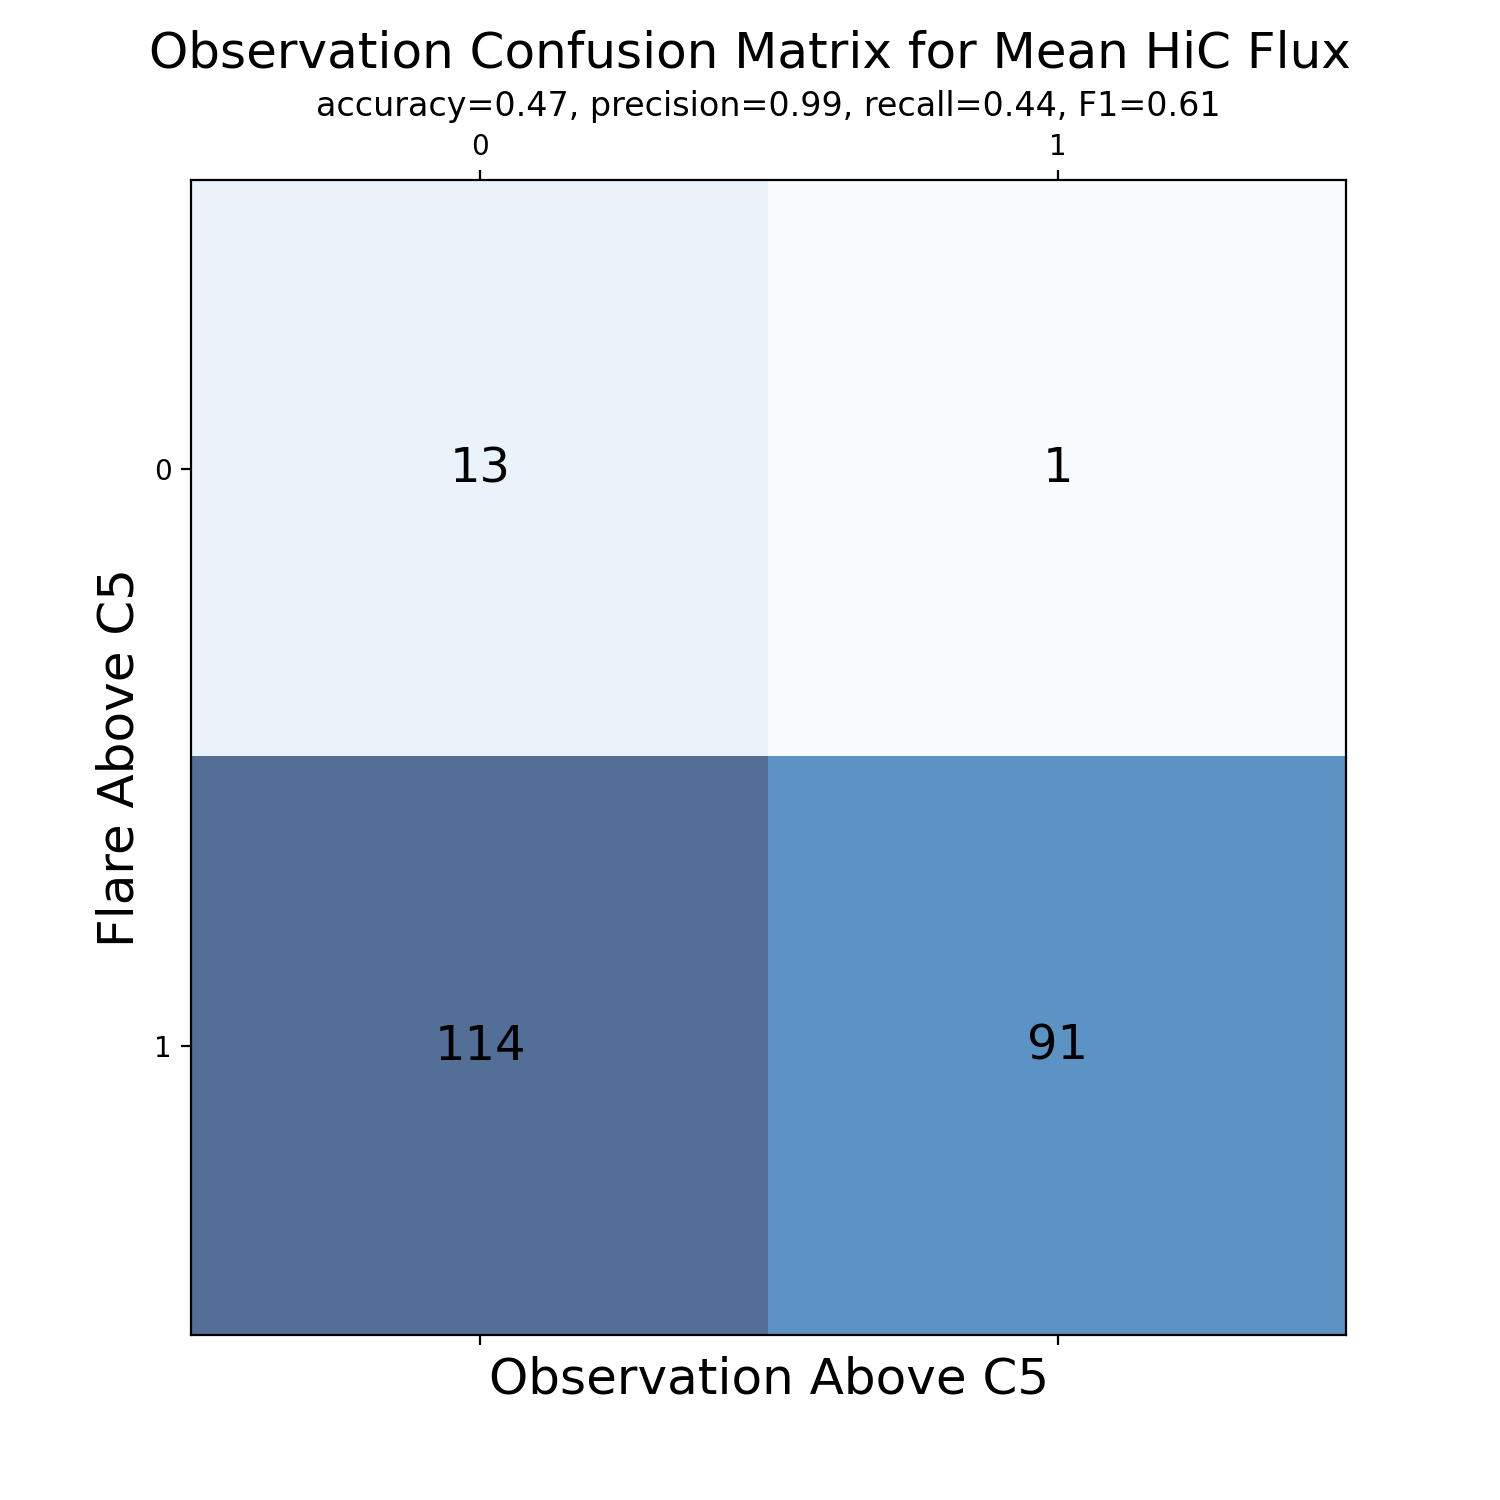 Observation Confusion Matrix for Mean HiC Flux
accuracy=0.47, precision=0.99, recall=0.44, F1=0.61
0 1
0
13 1
Flare Above C5
1
114 91
Observation Above C5